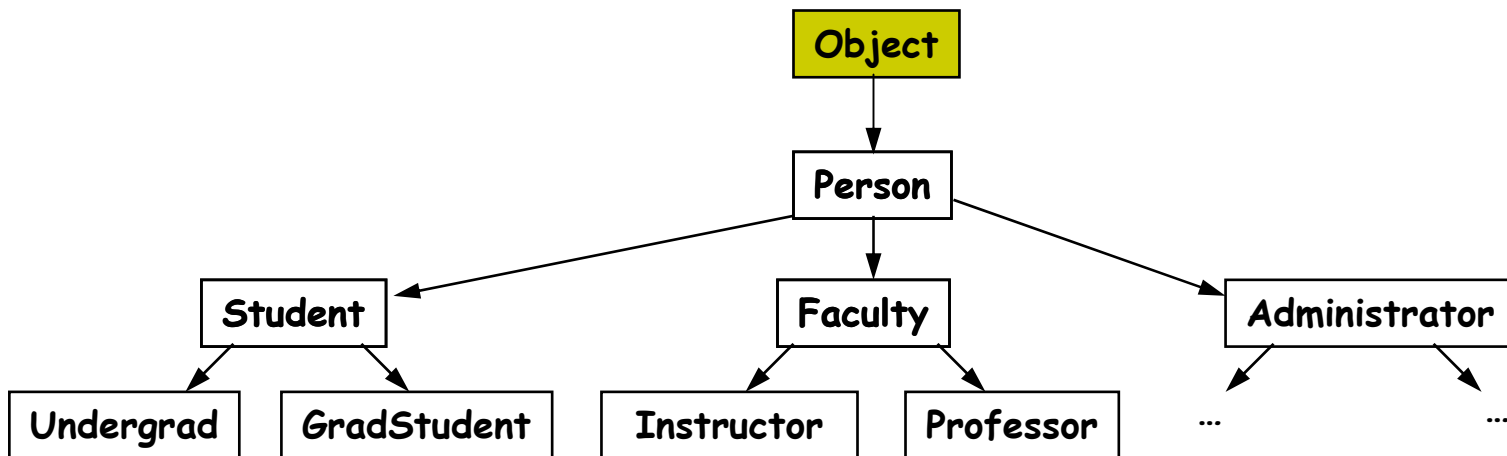 Object
Person
Student
Faculty
Administrator
Undergrad
GradStudent
Instructor
Professor
...
...